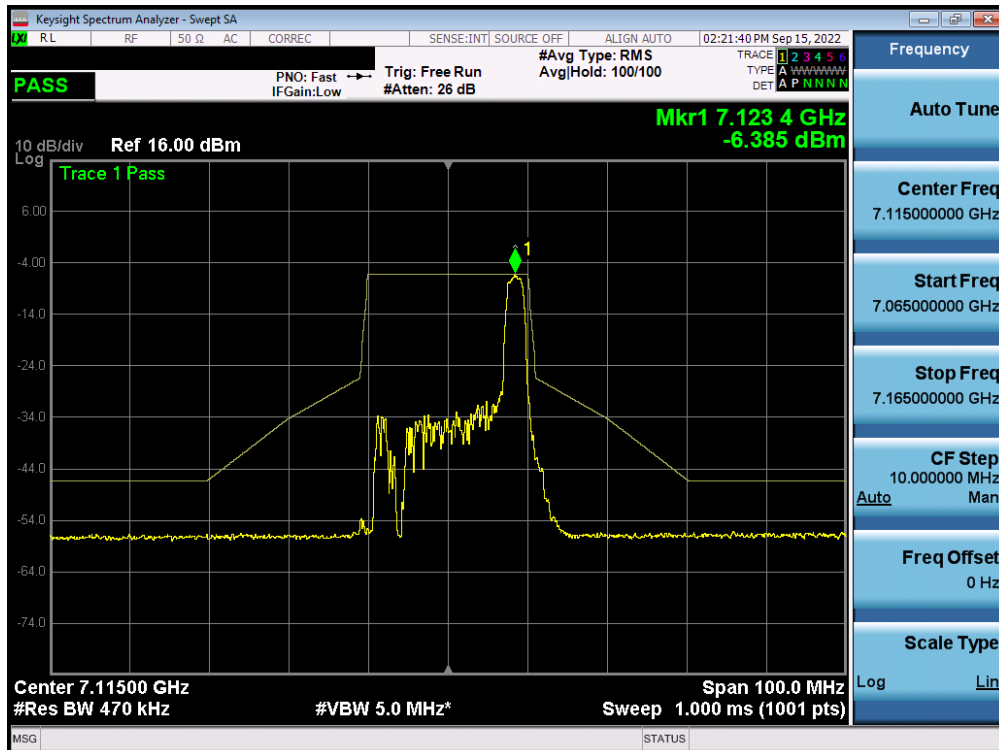 Keysight Spectrum Analyzer - Swept SA
LXI RL RF 50 Ω AC CORREC SENSE:INT SOURCE OFF ALIGN AUTO 02:21:40 PM Sep 15, 2022
PASS
PNO: Fast
IFGain:Low
Trig: Free Run
#Atten: 26 dB
#Avg Type: RMS
Avg|Hold: 100/100
TRACE 1 2 3 4 5 6
TYPE A WWWWW
DET A P N N N N
Mkr1 7.123 4 GHz
-6.385 dBm
10 dB/div Ref 16.00 dBm
Log
Trace 1 Pass
1
6.00
-4.00
-14.0
-24.0
-34.0
-44.0
-54.0
-64.0
-74.0
Center 7.11500 GHz Span 100.0 MHz
#Res BW 470 kHz #VBW 5.0 MHz* Sweep 1.000 ms (1001 pts)
MSG STATUS
Frequency
Auto Tune
Center Freq
7.115000000 GHz
Start Freq
7.065000000 GHz
Stop Freq
7.165000000 GHz
CF Step
10.000000 MHz
Auto Man
Freq Offset
0 Hz
Scale Type
Log Lin